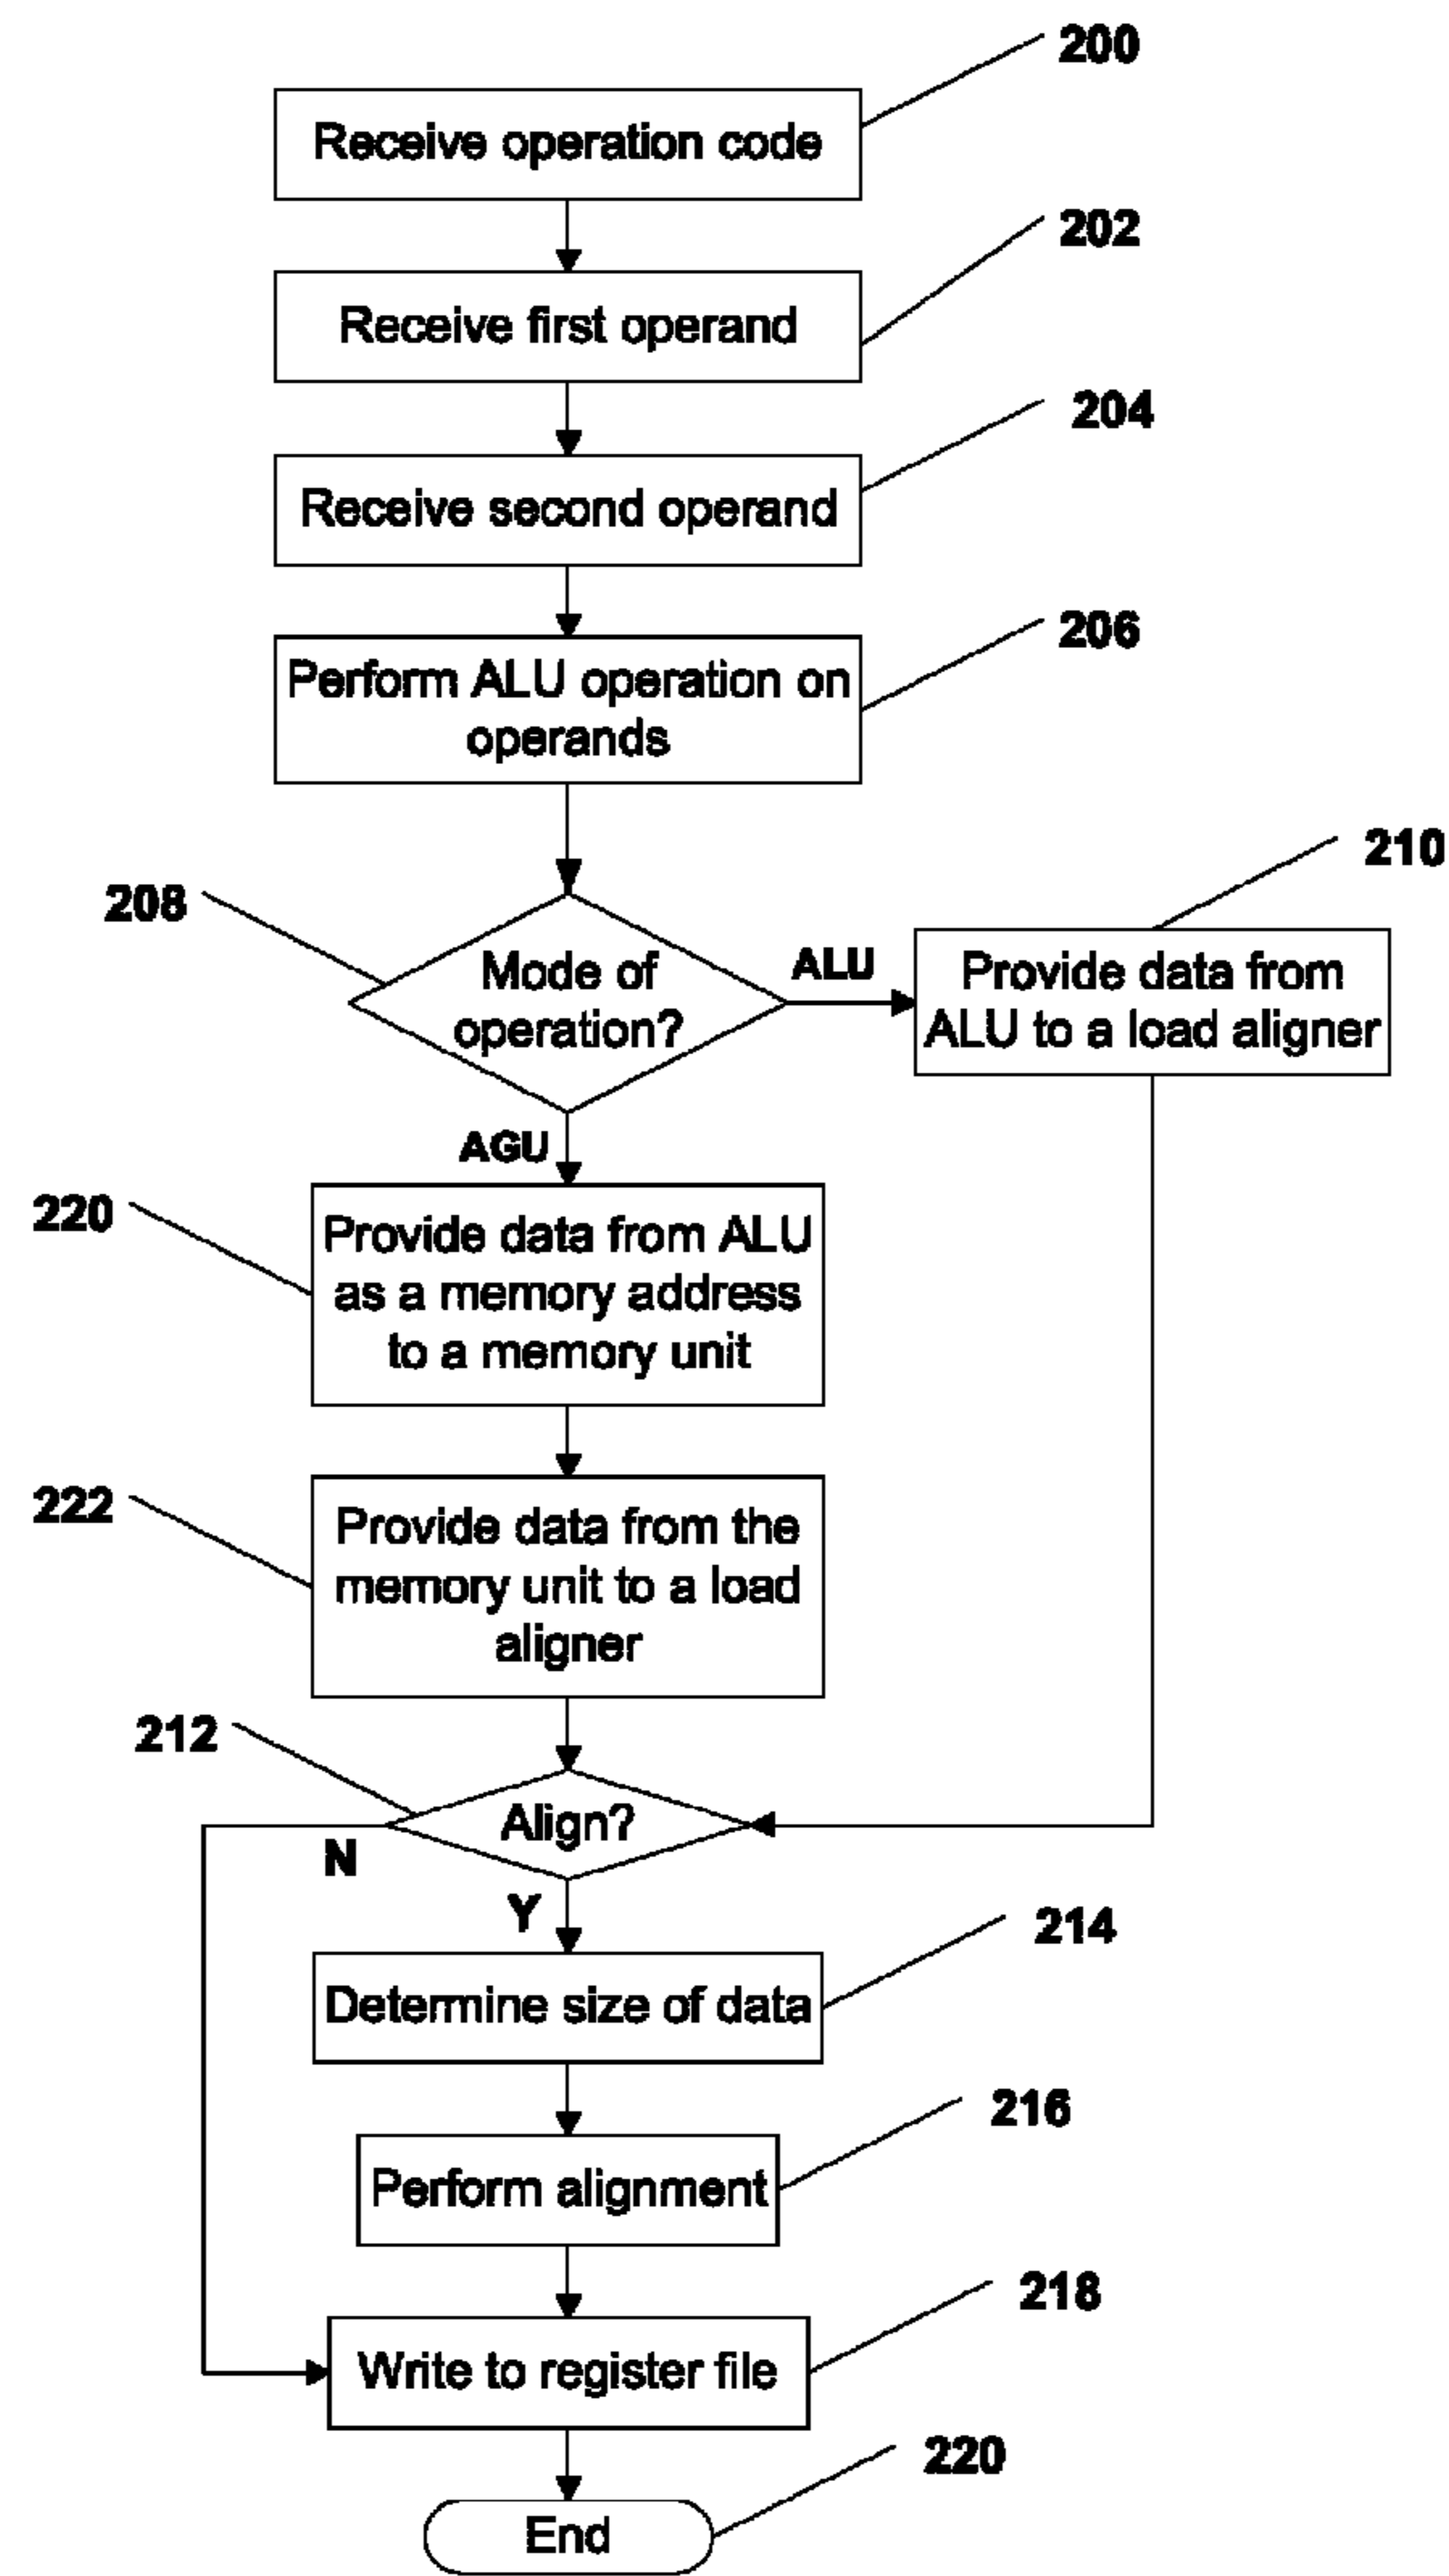 200
Receive operation code
202
Receive first operand
204
Receive second operand
206
Perform ALU operation on
operands
208
Mode of
operation?
ALU
210
Provide data from
ALU to a load aligner
AGU
220
Provide data from ALU
as a memory address
to a memory unit
222
Provide data from the
memory unit to a load
aligner
212
Align?
N
Y
214
Determine size of data
216
Perform alignment
218
Write to register file
220
End